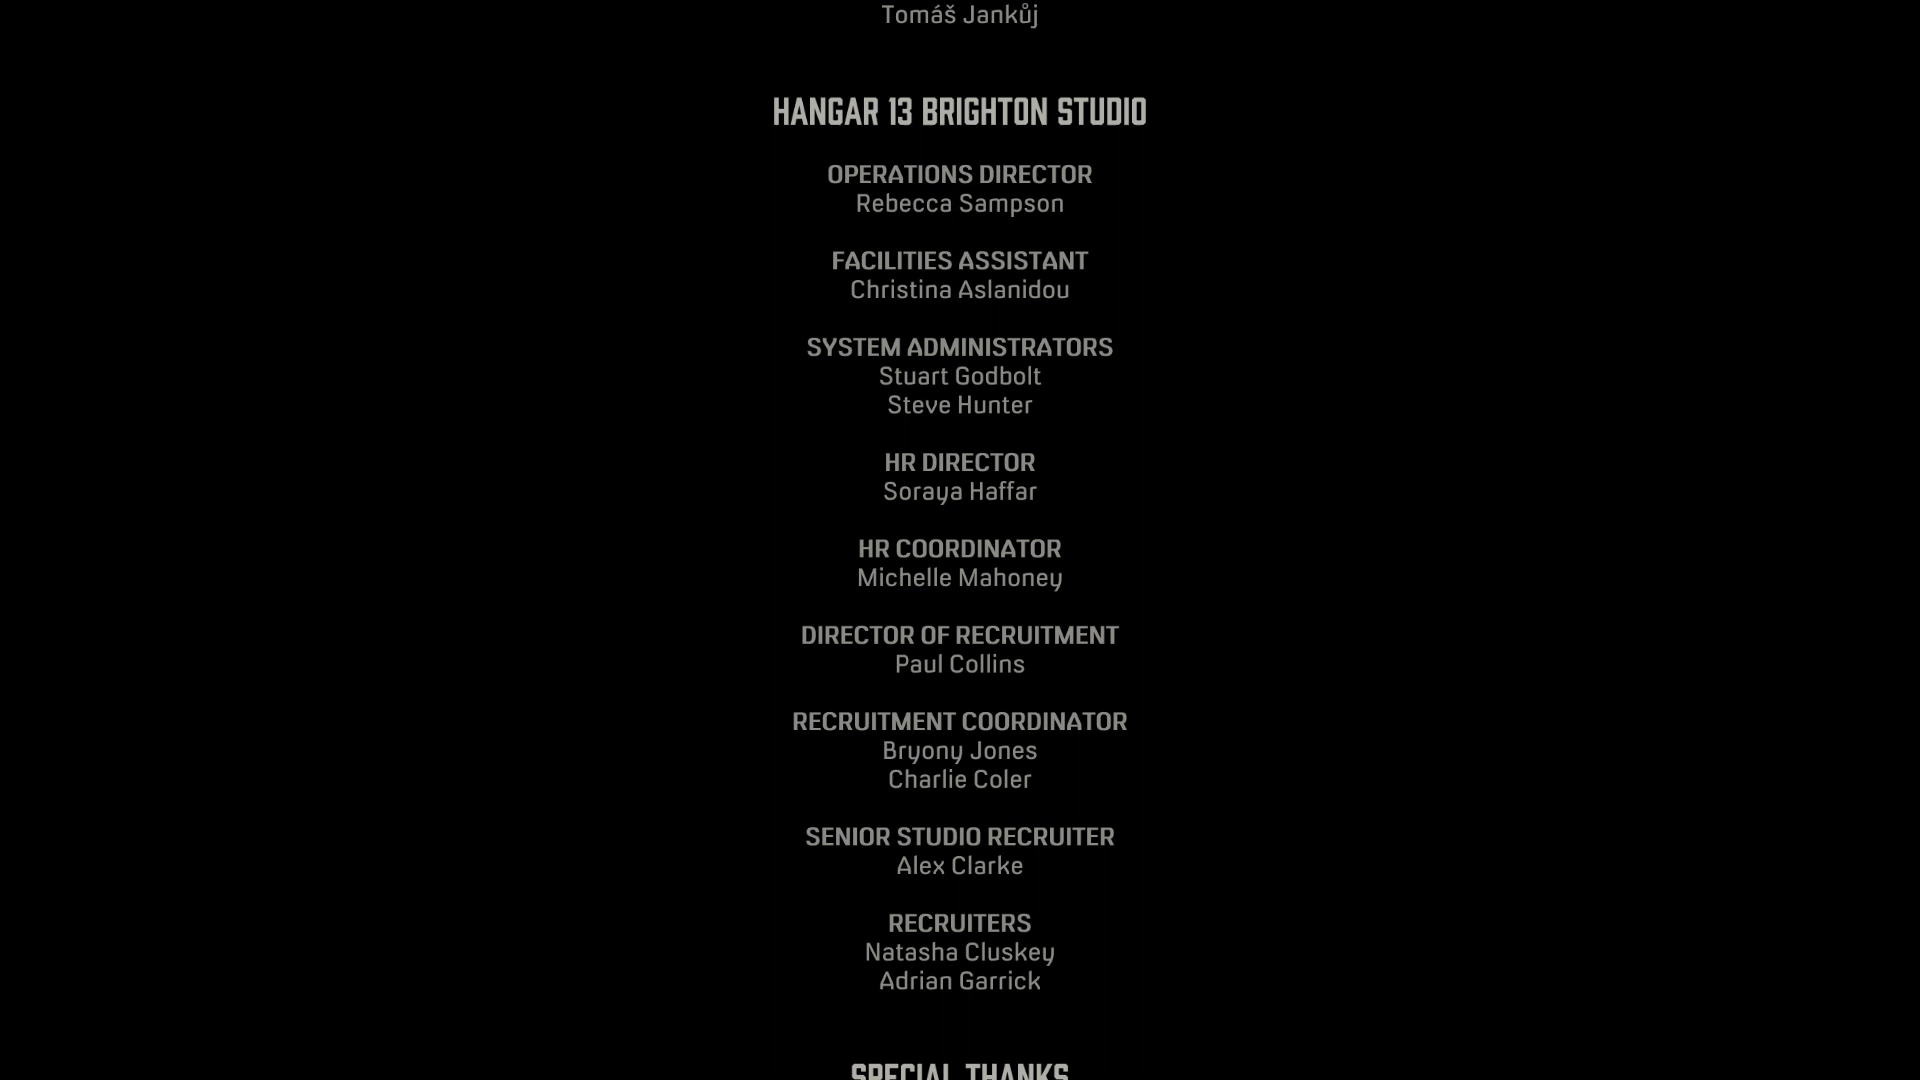 Tomáš Jankůj
HANGAR 13 BRIGHTON STUDIO
OPERATIONS DIRECTOR
Rebecca Sampson
FACILITIES ASSISTANT
Christina Aslanidou
SYSTEM ADMINISTRATORS
Stuart Godbolt
Steve Hunter
HR DIRECTOR
Soraya Haffar
HR COORDINATOR
Michelle Mahoney
DIRECTOR OF RECRUITMENT
Paul Collins
RECRUITMENT COORDINATOR
Bryony Jones
Charlie Coler
SENIOR STUDIO RECRUITER
Alex Clarke
RECRUITERS
Natasha Cluskey
Adrian Garrick
SPECIAL THANKS